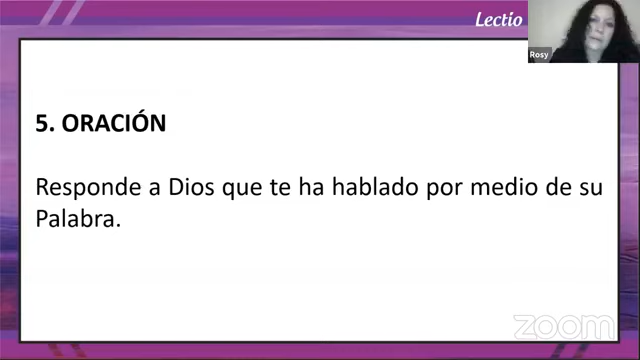 Lectio
Rosy
5. ORACIÓN
Responde a Dios que te ha hablado por medio de su
Palabra.
zoom